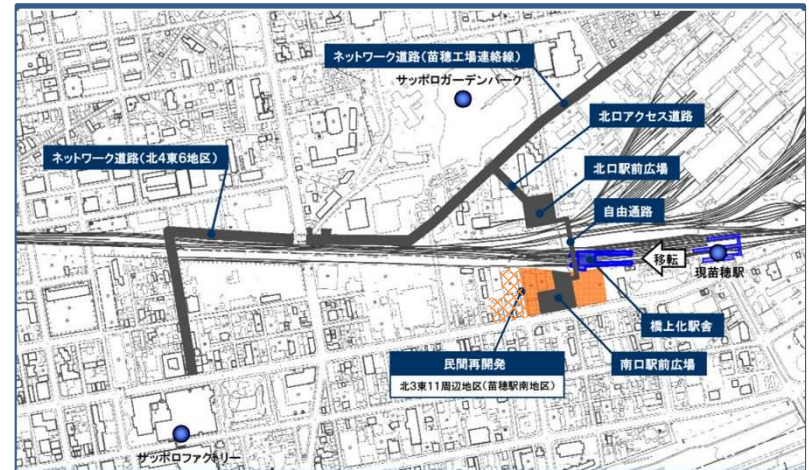 ネットワーク道路(苗穂工場連絡線)
サッポロガーデンパーク
北口アクセス道路
ネットワーク道路(北4東6地区)
北口駅前広場
自由通路
移転
現苗穂駅
橋上化駅舎
民間再開発
北3東11周辺地区(苗穂駅南地区)
南口駅前広場
サッポロファクトリー